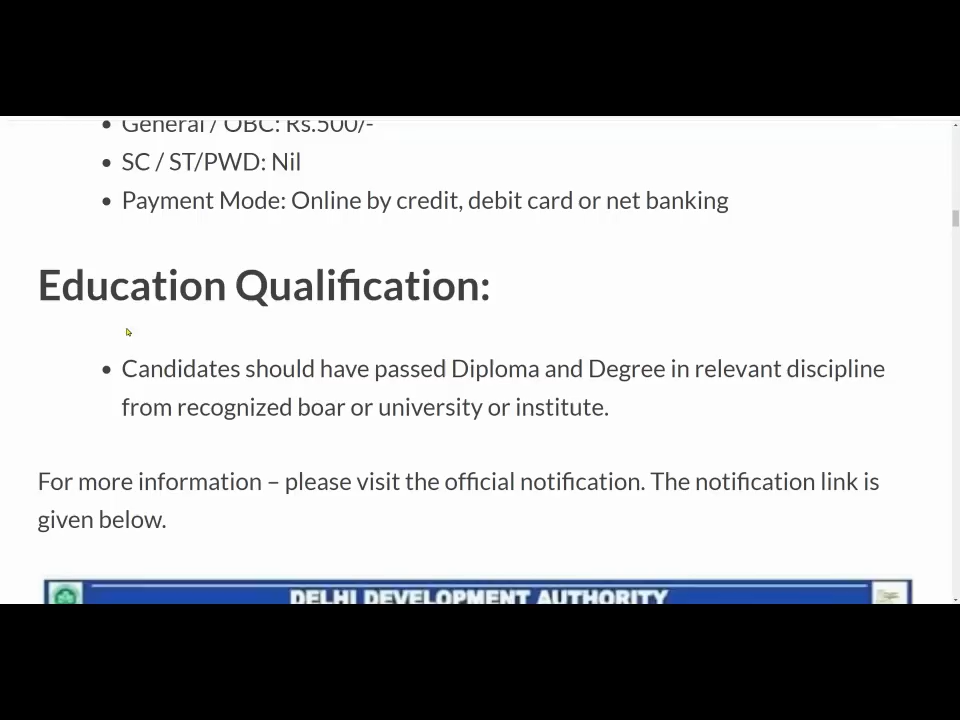 General / OBC: Rs.500/-
SC / ST/PWD: Nil
Payment Mode: Online by credit, debit card or net banking
Education Qualification:
Candidates should have passed Diploma and Degree in relevant discipline
from recognized boar or university or institute.
For more information – please visit the official notification. The notification link is
given below.
DELHI DEVELOPMENT AUTHORITY